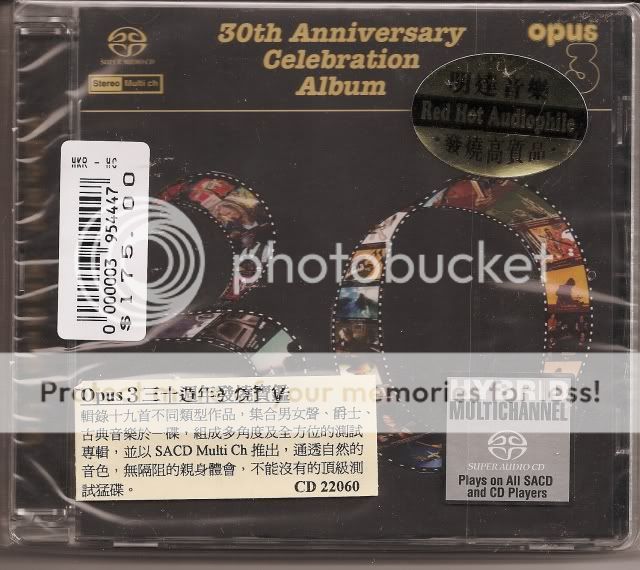 30th Anniversary
Celebration
Album
opus
3
SUPER AUDIO CD
Stereo Multi ch
明達音樂
Red Hot Audiophile
發燒高質品
HVR - HS
0 000003 954447
$175.00
photobucket
Protect more of your memories for less!
Opus 3 三十週年發燒寶鑑
輯錄十九首不同類型作品，集合男女聲、爵士、
古典音樂於一碟，組成多角度及全方位的測試
專輯，並以 SACD Multi Ch 推出，通透自然的
音色，無隔阻的親身體會，不能沒有的頂級測
試猛碟。
CD 22060
HYBRID
MULTICHANNEL
SUPER AUDIO CD
Plays on All SACD
and CD Players